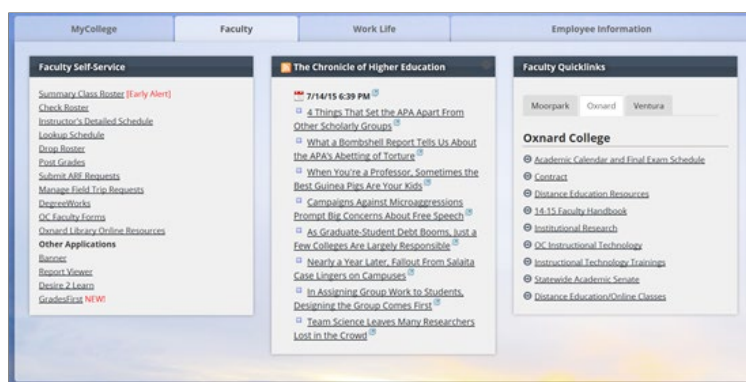 MyCollege
Faculty
Work Life
Employee Information
Faculty Self-Service
Summary Class Roster [Early Alert]
Check Roster
Instructor's Detailed Schedule
Lookup Schedule
Drop Roster
Post Grades
Submit ARF Requests
Manage Field Trip Requests
DegreeWorks
OC Faculty Forms
Oxnard Library Online Resources
Other Applications
Banner
Report Viewer
Desire 2 Learn
GradesFirst NEW!
The Chronicle of Higher Education
7/14/15 6:39 PM
4 Things That Set the APA Apart From
Other Scholarly Groups
What a Bombshell Report Tells Us About
the APA's Abetting of Torture
When You're a Professor, Sometimes the
Best Guinea Pigs Are Your Kids
Campaigns Against Microaggressions
Prompt Big Concerns About Free Speech
As Graduate-Student Debt Booms, Just a
Few Colleges Are Largely Responsible
Nearly a Year Later, Fallout From Salaita
Case Lingers on Campuses
In Assigning Group Work to Students,
Designing the Group Comes First
Team Science Leaves Many Researchers
Lost in the Crowd
Faculty Quicklinks
Moorpark
Oxnard
Ventura
Oxnard College
Academic Calendar and Final Exam Schedule
Contract
Distance Education Resources
14-15 Faculty Handbook
Institutional Research
OC Instructional Technology
Instructional Technology Trainings
Statewide Academic Senate
Distance Education/Online Classes